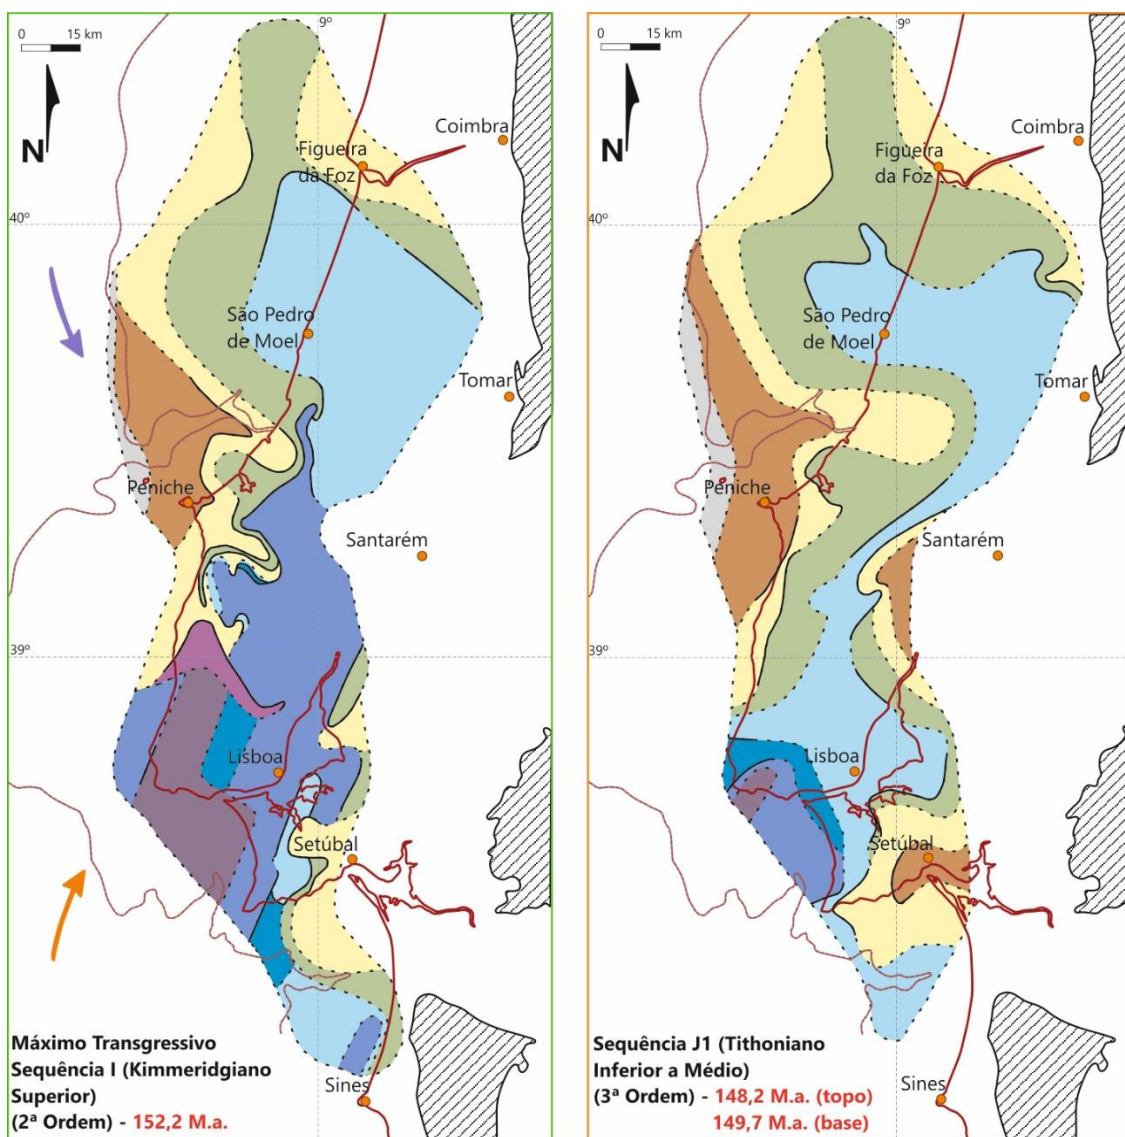 9º
0 15 km
N
Coimbra
Figueira
da Foz
40º
São Pedro
de Moel
Tomar
Peniche
Santarém
39º
Lisboa
Setúbal
Máximo Transgressivo
Sequência I (Kimmeridgiano
Superior)
(2ª Ordem) - 152,2 M.a.
Sines
9º
0 15 km
N
Coimbra
Figueira
da Foz
40º
São Pedro
de Moel
Tomar
Peniche
Santarém
39º
Lisboa
Setúbal
Sequência J1 (Tithoniano
Inferior a Médio)
(3ª Ordem) - 148,2 M.a. (topo)
149,7 M.a. (base)
Sines